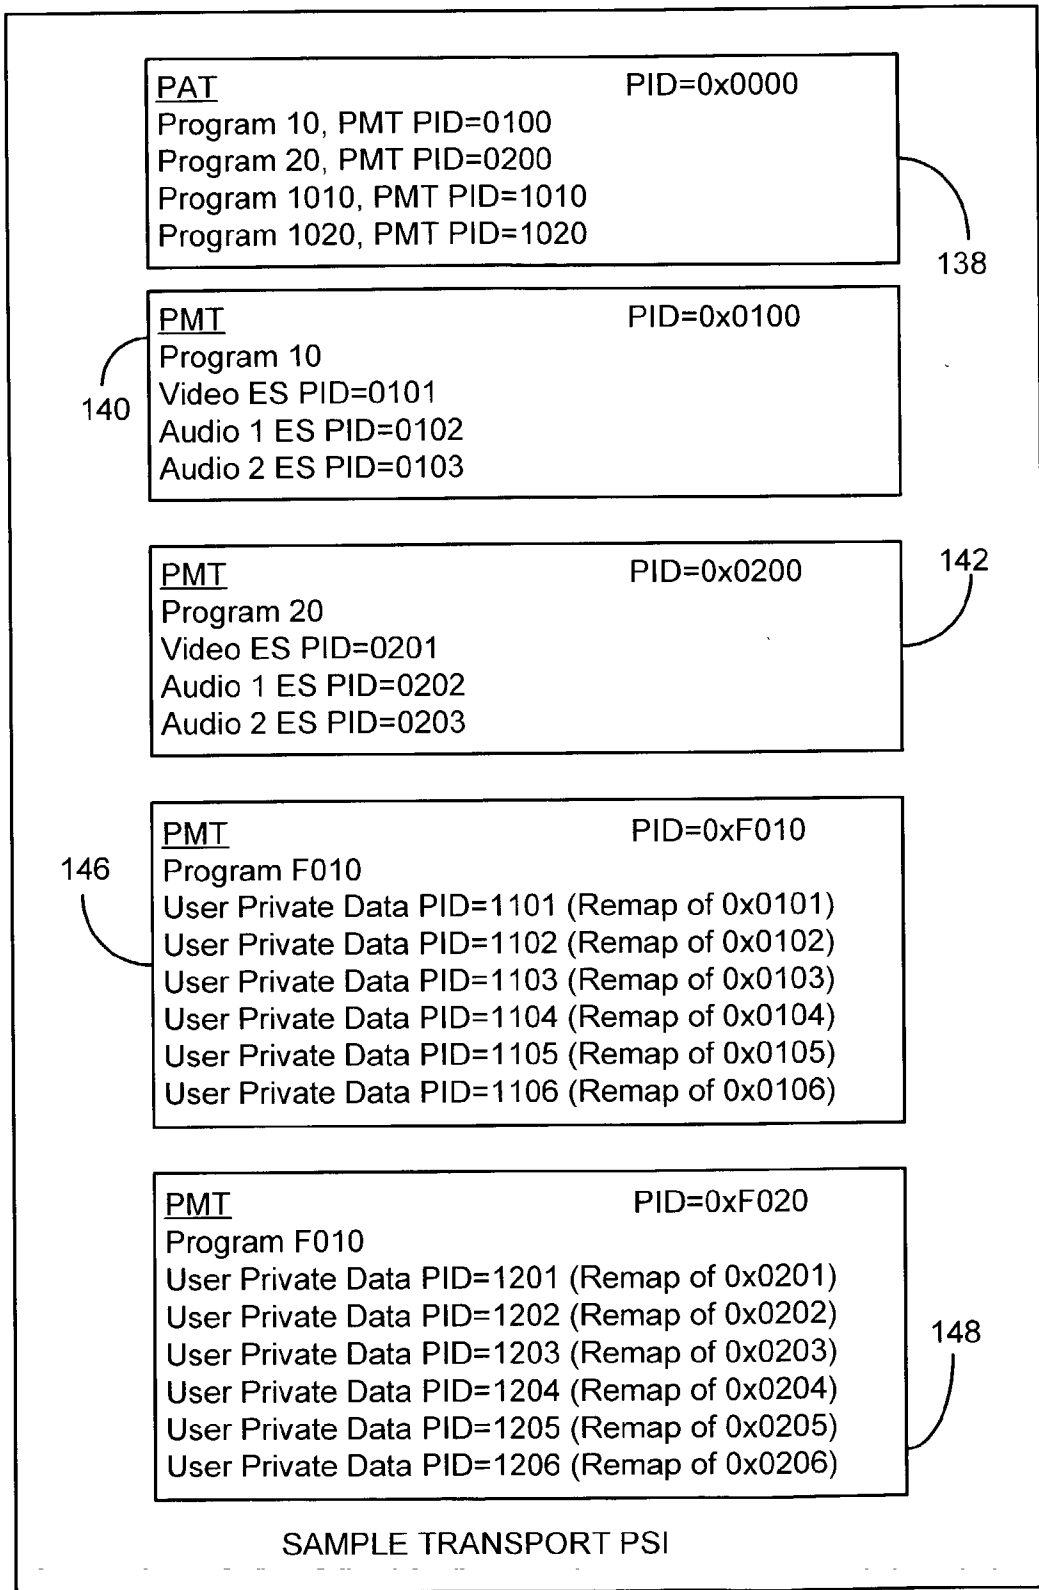 PAT PID=0x0000
Program 10, PMT PID=0100
Program 20, PMT PID=0200
Program 1010, PMT PID=1010
Program 1020, PMT PID=1020
138
PMT PID=0x0100
Program 10
Video ES PID=0101
Audio 1 ES PID=0102
Audio 2 ES PID=0103
140
PMT PID=0x0200
142
Program 20
Video ES PID=0201
Audio 1 ES PID=0202
Audio 2 ES PID=0203
PMT PID=0xF010
146
Program F010
User Private Data PID=1101 (Remap of 0x0101)
User Private Data PID=1102 (Remap of 0x0102)
User Private Data PID=1103 (Remap of 0x0103)
User Private Data PID=1104 (Remap of 0x0104)
User Private Data PID=1105 (Remap of 0x0105)
User Private Data PID=1106 (Remap of 0x0106)
PMT PID=0xF020
Program F010
User Private Data PID=1201 (Remap of 0x0201)
User Private Data PID=1202 (Remap of 0x0202)
User Private Data PID=1203 (Remap of 0x0203)
148
User Private Data PID=1204 (Remap of 0x0204)
User Private Data PID=1205 (Remap of 0x0205)
User Private Data PID=1206 (Remap of 0x0206)
SAMPLE TRANSPORT PSI